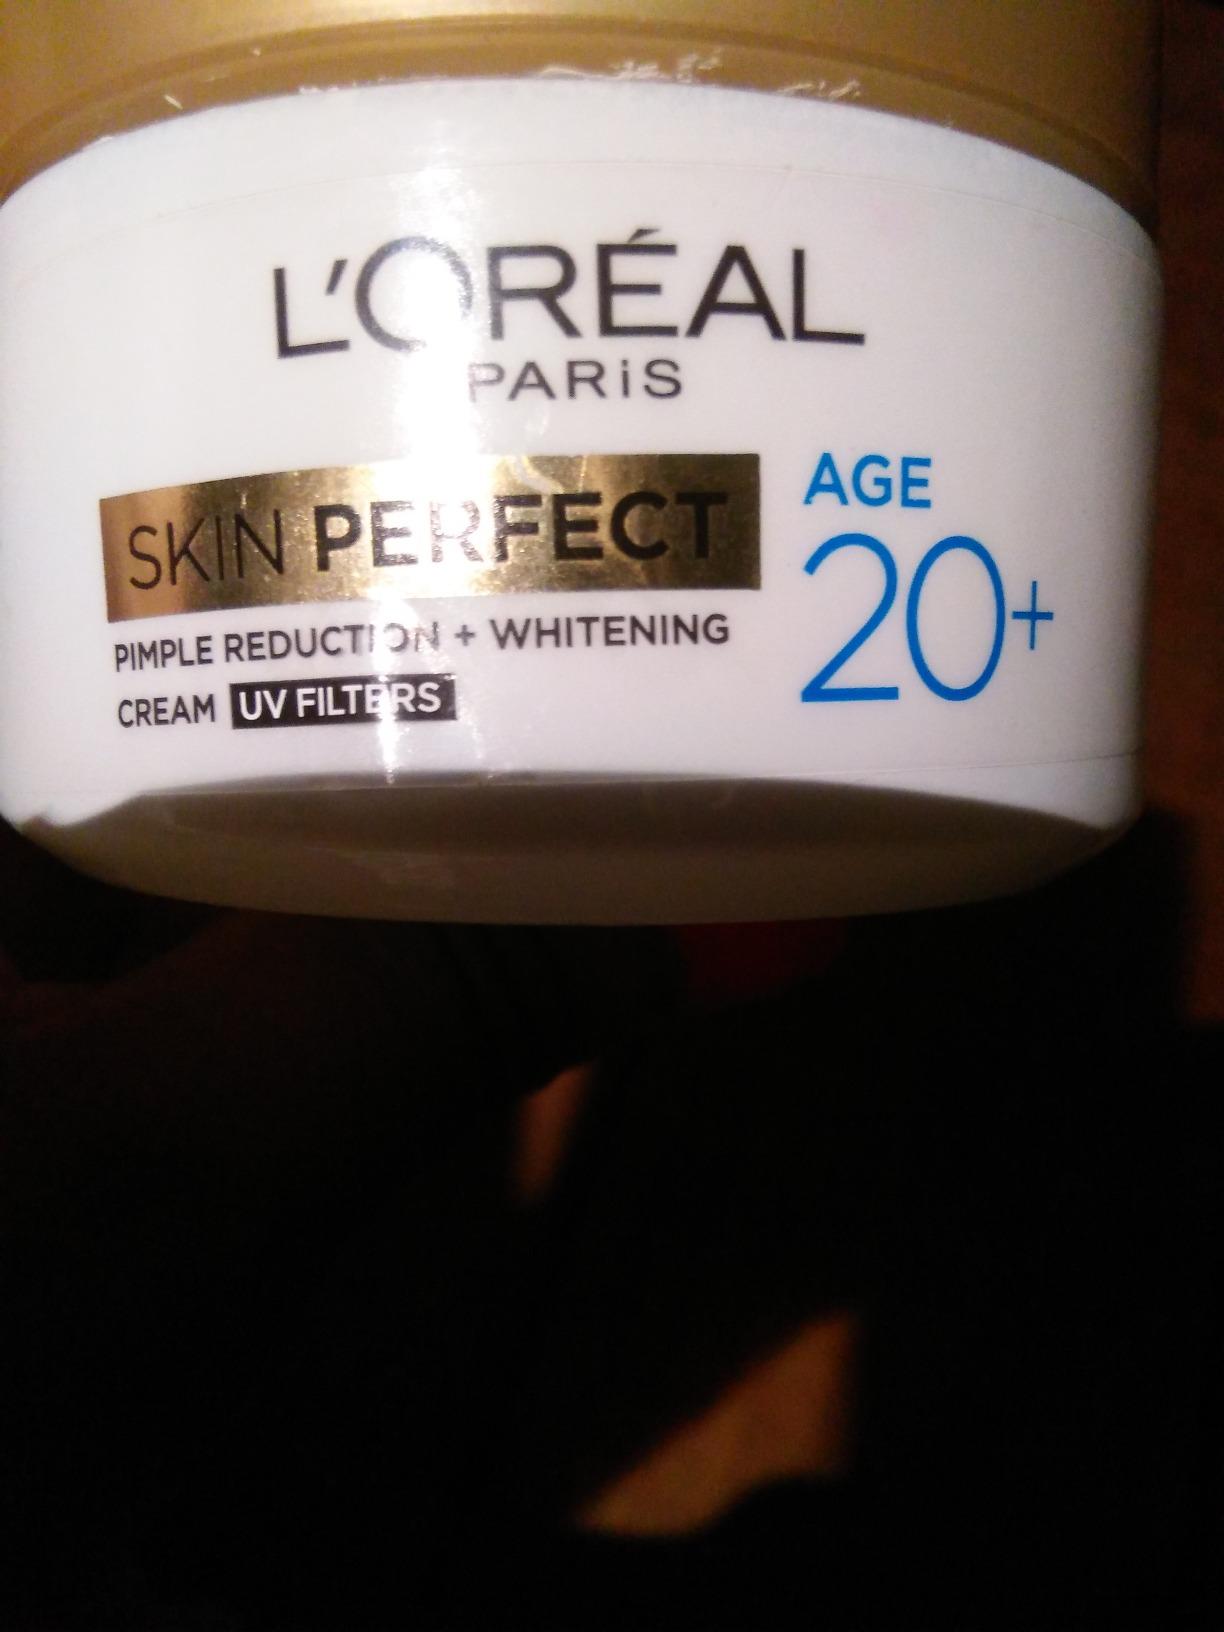 L'ORÉAL
PARiS
SKIN PERFECT
AGE
20+
PIMPLE REDUCTION + WHITENING
CREAM UV FILTERS